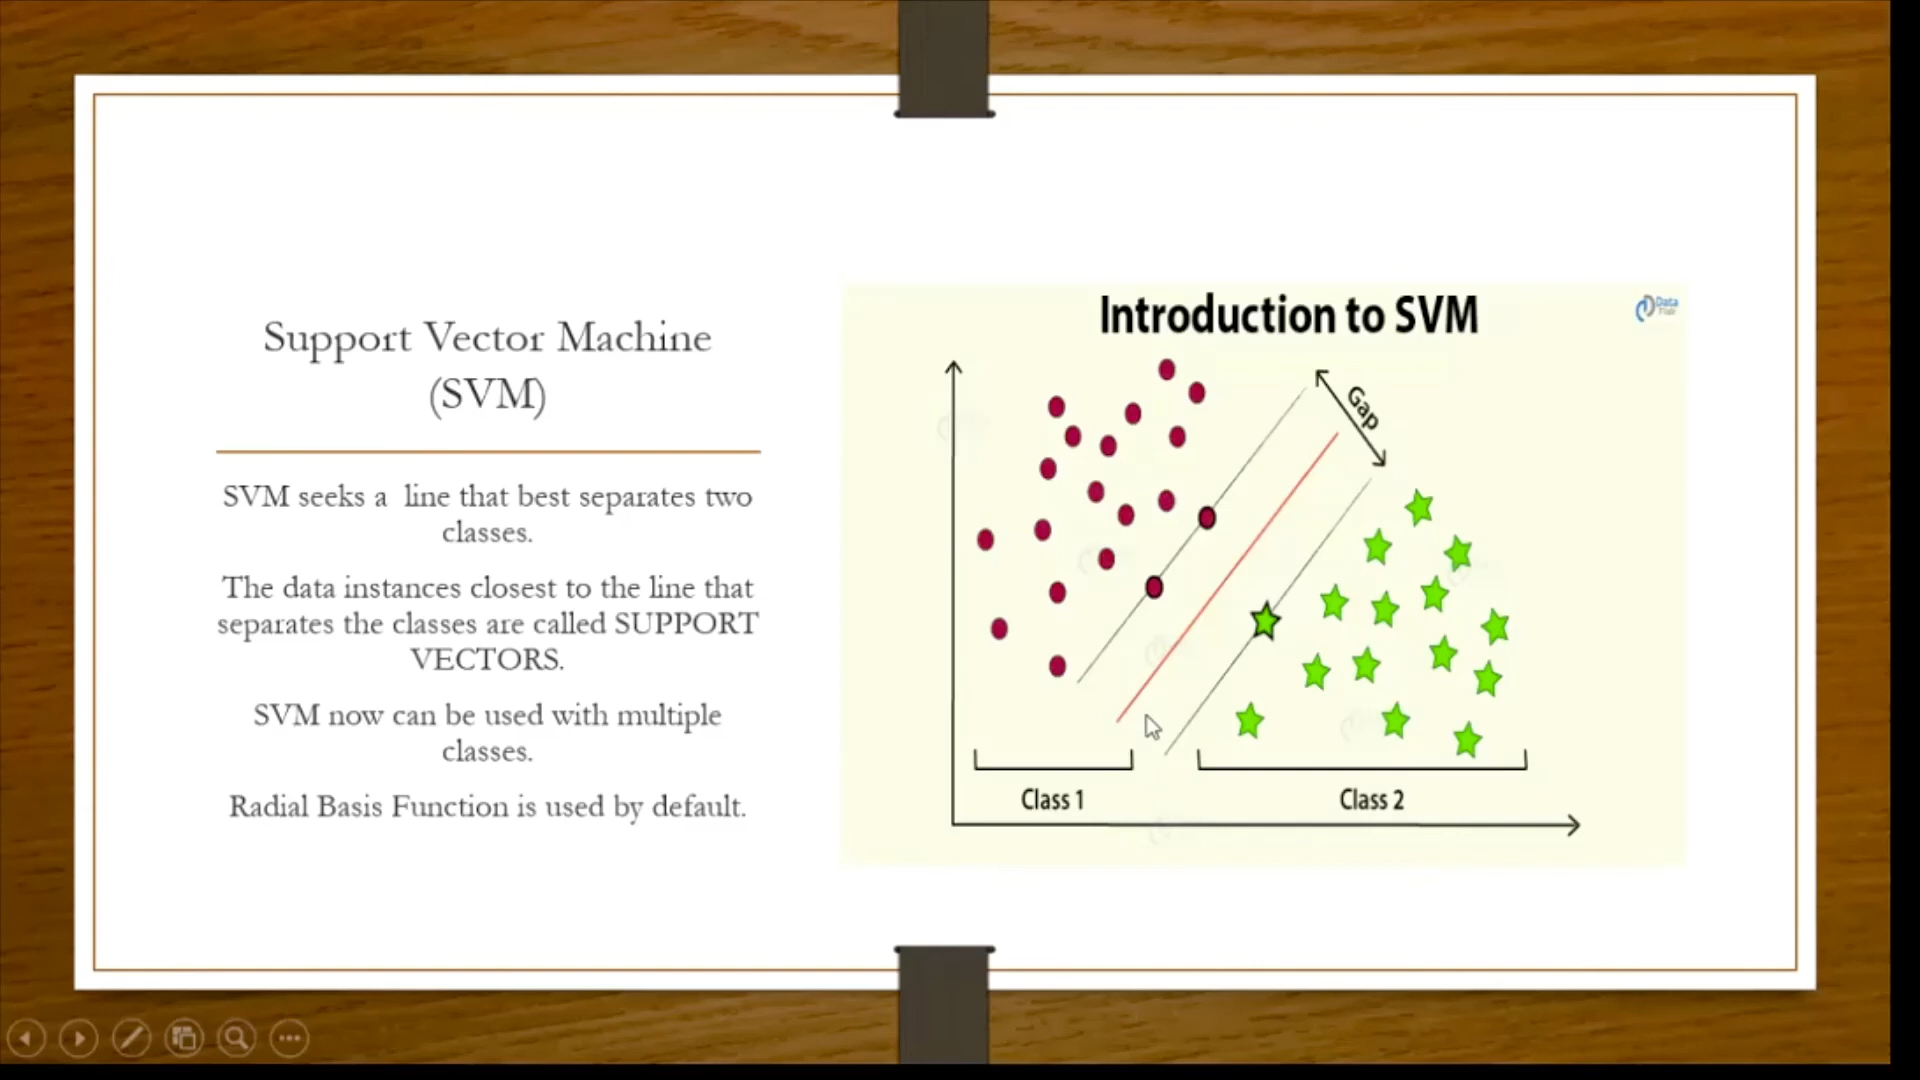 Support Vector Machine
(SVM)
SVM seeks a line that best separates two
classes.
The data instances closest to the line that
separates the classes are called SUPPORT
VECTORS.
SVM now can be used with multiple
classes.
Radial Basis Function is used by default.
Introduction to SVM
Data
Flair
Gap
Class 1
Class 2